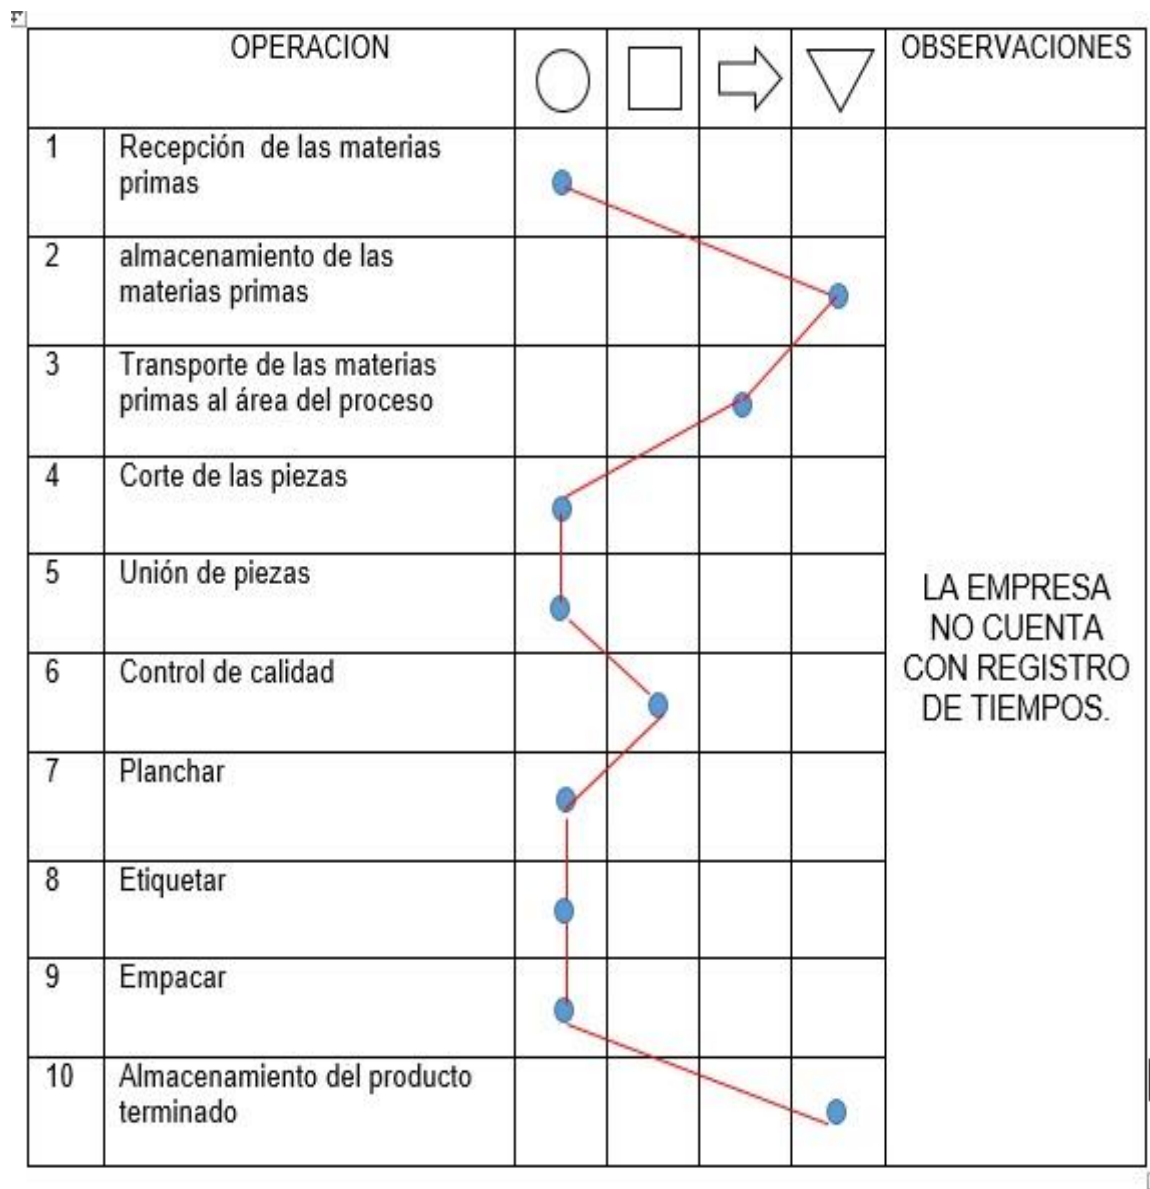 OPERACION
OBSERVACIONES
1
Recepción de las materias
primas
2
almacenamiento de las
materias primas
3
Transporte de las materias
primas al área del proceso
4
Corte de las piezas
5
Unión de piezas
6
Control de calidad
7
Planchar
8
Etiquetar
9
Empacar
10
Almacenamiento del producto
terminado
LA EMPRESA
NO CUENTA
CON REGISTRO
DE TIEMPOS.